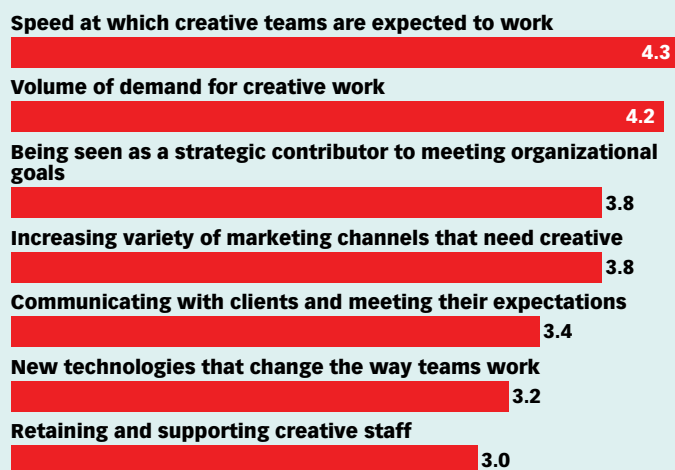 Speed at which creative teams are expected to work
4.3
Volume of demand for creative work
4.2
Being seen as a strategic contributor to meeting organizational
goals
3.8
Increasing variety of marketing channels that need creative
3.8
Communicating with clients and meeting their expectations
3.4
New technologies that change the way teams work
3.2
Retaining and supporting creative staff
3.0